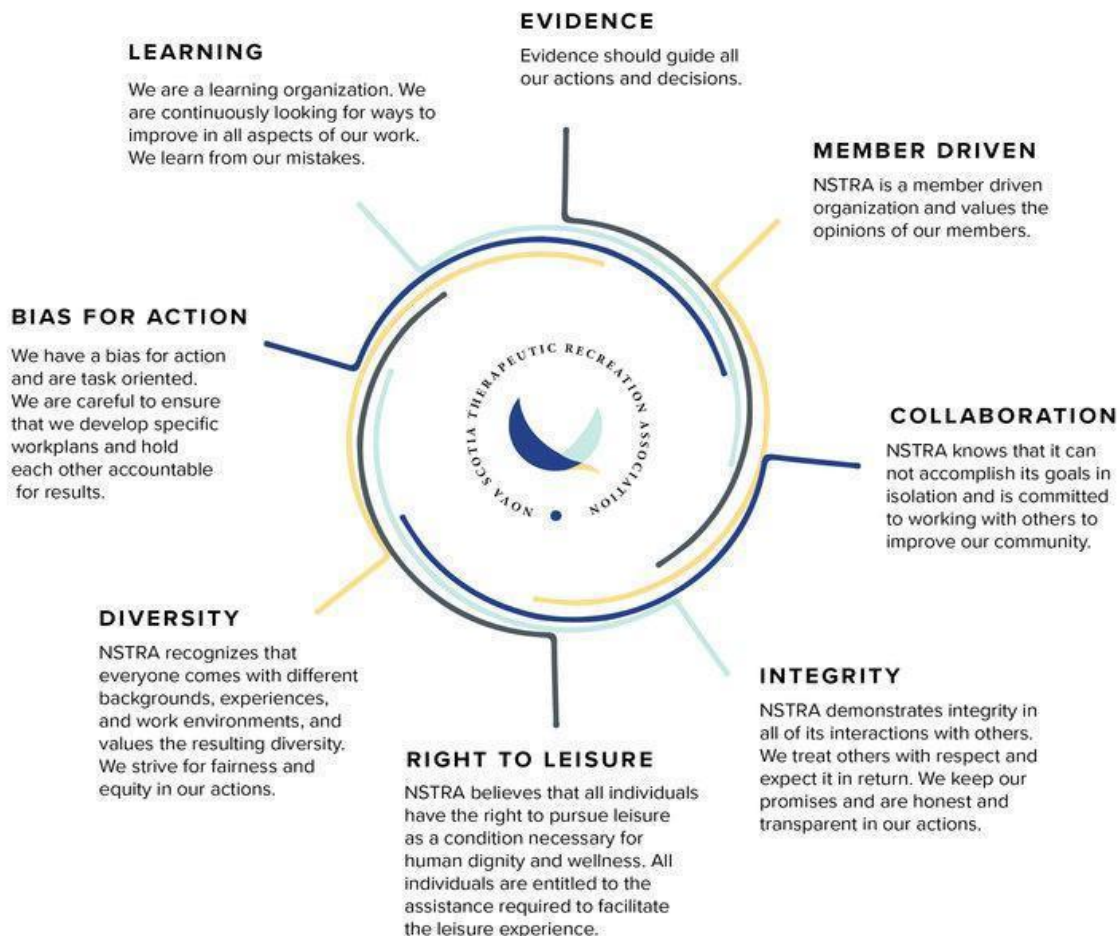 EVIDENCE
Evidence should guide all
our actions and decisions.
MEMBER DRIVEN
NSTRA is a member driven
organization and values the
opinions of our members.
COLLABORATION
NSTRA knows that it can
not accomplish its goals in
isolation and is committed
to working with others to
improve our community.
INTEGRITY
NSTRA demonstrates integrity in
all of its interactions with others.
We treat others with respect and
expect it in return. We keep our
promises and are honest and
transparent in our actions.
RIGHT TO LEISURE
NSTRA believes that all individuals
have the right to pursue leisure
as a condition necessary for
human dignity and wellness. All
individuals are entitled to the
assistance required to facilitate
the leisure experience.
DIVERSITY
NSTRA recognizes that
everyone comes with different
backgrounds, experiences,
and work environments, and
values the resulting diversity.
We strive for fairness and
equity in our actions.
BIAS FOR ACTION
We have a bias for action
and are task oriented.
We are careful to ensure
that we develop specific
workplans and hold
each other accountable
for results.
LEARNING
We are a learning organization. We
are continuously looking for ways to
improve in all aspects of our work.
We learn from our mistakes.
NOVA SCOTIA THERAPEUTIC RECREATION ASSOCIATION